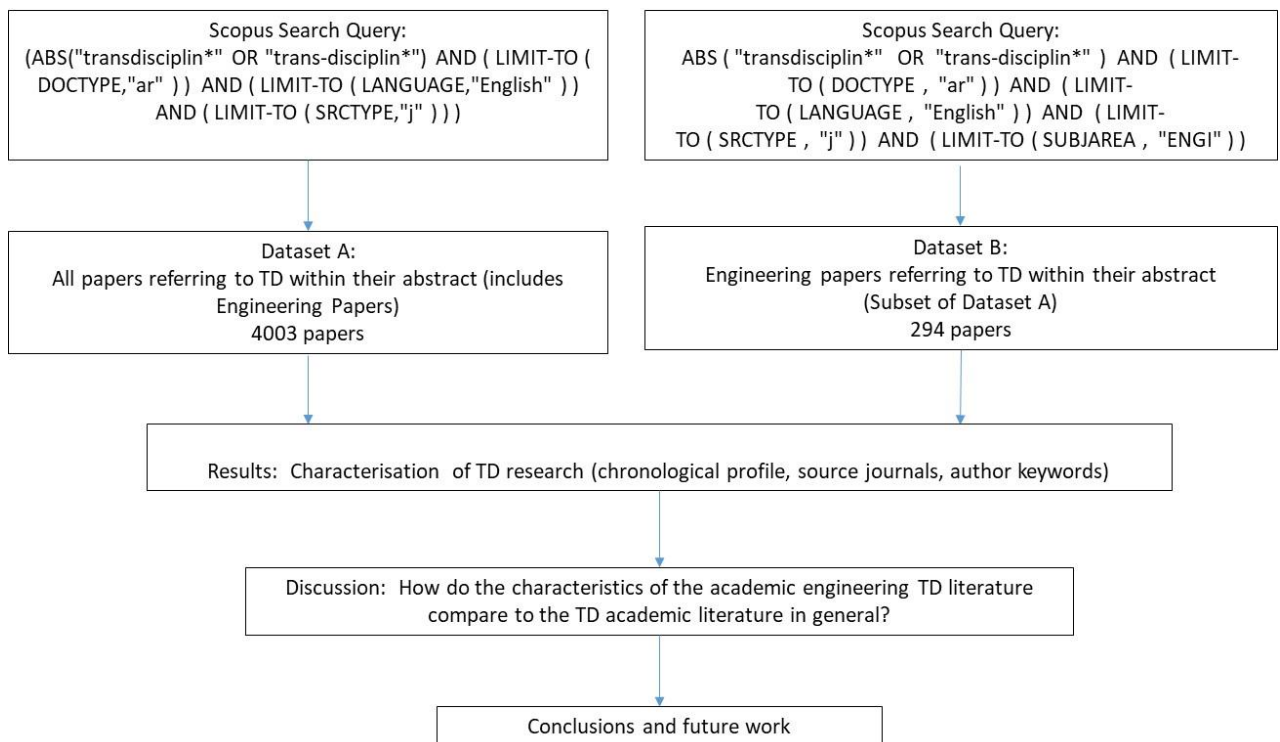 Scopus Search Query:
(ABS("transdisciplin*" OR "trans-disciplin*") AND ( LIMIT-TO (
DOCTYPE,"ar" ) ) AND ( LIMIT-TO ( LANGUAGE,"English" ) )
AND ( LIMIT-TO ( SRCTYPE,"j" ) ) )
Scopus Search Query:
ABS ( "transdisciplin*" OR "trans-disciplin*" ) AND ( LIMIT-
TO ( DOCTYPE , "ar" ) ) AND ( LIMIT-
TO ( LANGUAGE , "English" ) ) AND ( LIMIT-
TO ( SRCTYPE , "j" ) ) AND ( LIMIT-TO ( SUBJAREA , "ENGI" ) )
Dataset A:
All papers referring to TD within their abstract (includes
Engineering Papers)
4003 papers
Dataset B:
Engineering papers referring to TD within their abstract
(Subset of Dataset A)
294 papers
Results: Characterisation of TD research (chronological profile, source journals, author keywords)
Discussion: How do the characteristics of the academic engineering TD literature
compare to the TD academic literature in general?
Conclusions and future work